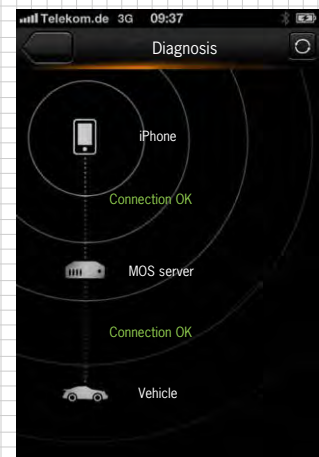 Telekom.de 3G 09:37
Diagnosis
iPhone
Connection OK
MOS server
Connection OK
Vehicle